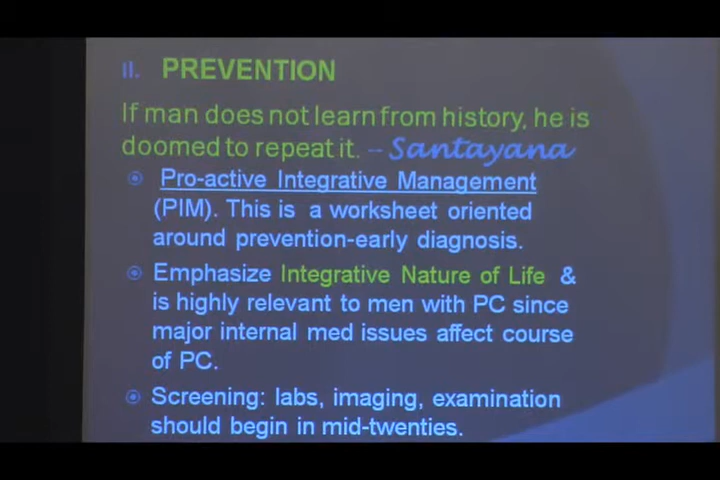 II. PREVENTION
If man does not learn from history, he is
doomed to repeat it. – Santayana
Pro-active Integrative Management
(PIM). This is a worksheet oriented
around prevention-early diagnosis.
Emphasize Integrative Nature of Life &
is highly relevant to men with PC since
major internal med issues affect course
of PC.
Screening: labs, imaging, examination
should begin in mid-twenties.